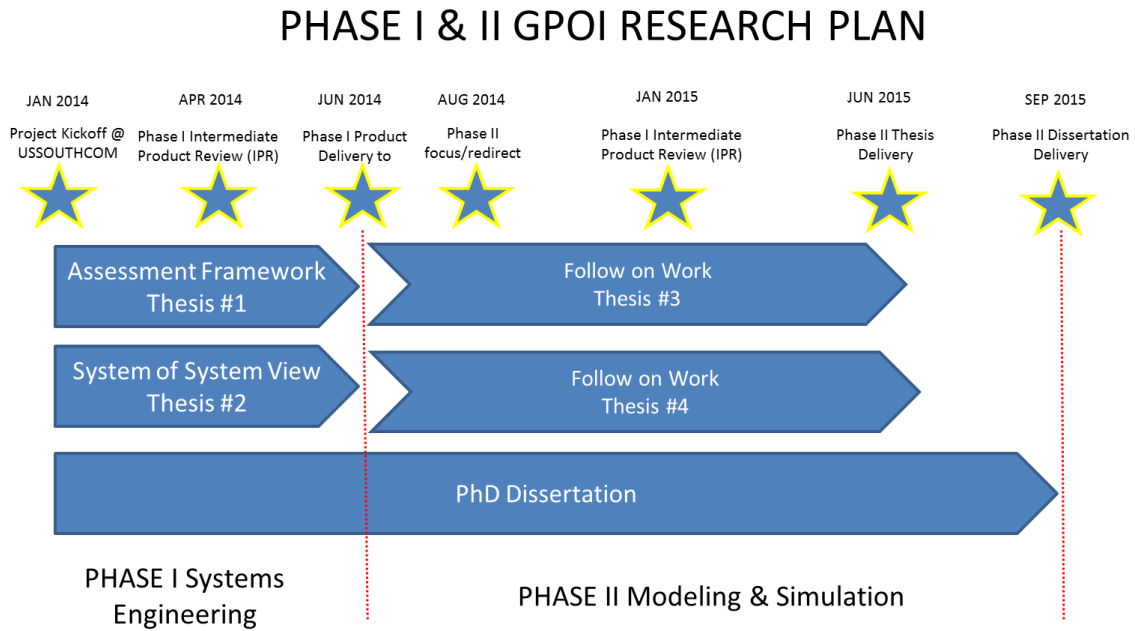 PHASE I & II GPOI RESEARCH PLAN
JAN 2014
Project Kickoff @
USSOUTHCOM
APR 2014
Phase I Intermediate
Product Review (IPR)
JUN 2014
Phase I Product
Delivery to
AUG 2014
Phase II
focus/redirect
JAN 2015
Phase I Intermediate
Product Review (IPR)
JUN 2015
Phase II Thesis
Delivery
SEP 2015
Phase II Dissertation
Delivery
Assessment Framework
Thesis #1
Follow on Work
Thesis #3
System of System View
Thesis #2
Follow on Work
Thesis #4
PhD Dissertation
PHASE I Systems
Engineering
PHASE II Modeling & Simulation